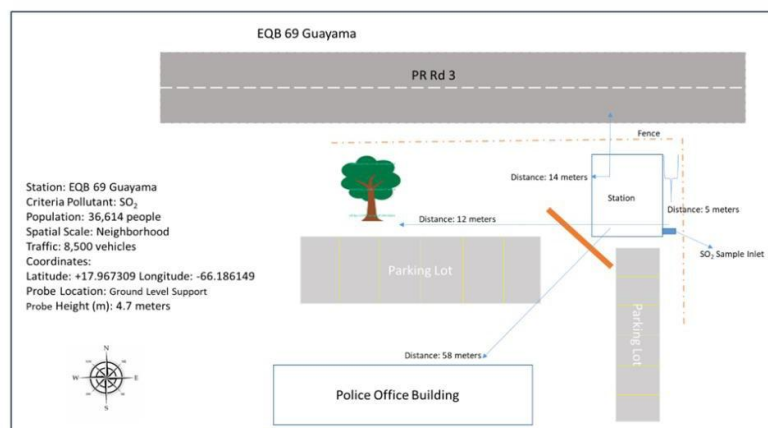 EQB 69 Guayama
PR Rd 3
Fence
Distance: 14 meters
Station
Distance: 5 meters
Distance: 12 meters
SO₂ Sample Inlet
Station: EQB 69 Guayama
Criteria Pollutant: SO₂
Population: 36,614 people
Spatial Scale: Neighborhood
Traffic: 8,500 vehicles
Coordinates:
Latitude: +17.967309 Longitude: -66.186149
Probe Location: Ground Level Support
Probe Height (m): 4.7 meters
Parking Lot
Parking Lot
Distance: 58 meters
Police Office Building
N
W
E
S